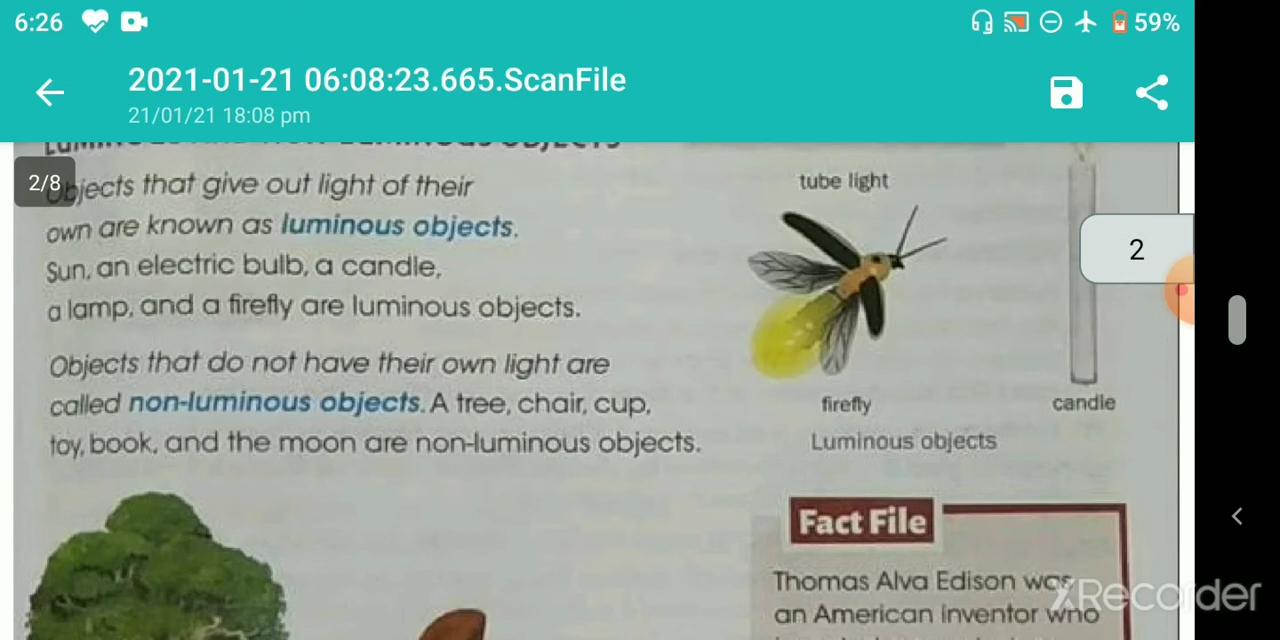 6:26
59%
2021-01-21 06:08:23.665.ScanFile
21/01/21 18:08 pm
2/8
2
Objects that give out light of their
own are known as luminous objects.
Sun, an electric bulb, a candle,
a lamp, and a firefly are luminous objects.
Objects that do not have their own light are
called non-luminous objects. A tree, chair, cup,
toy, book, and the moon are non-luminous objects.
tube light
firefly
candle
Luminous objects
Fact File
Thomas Alva Edison was
an American inventor who
XRecorder